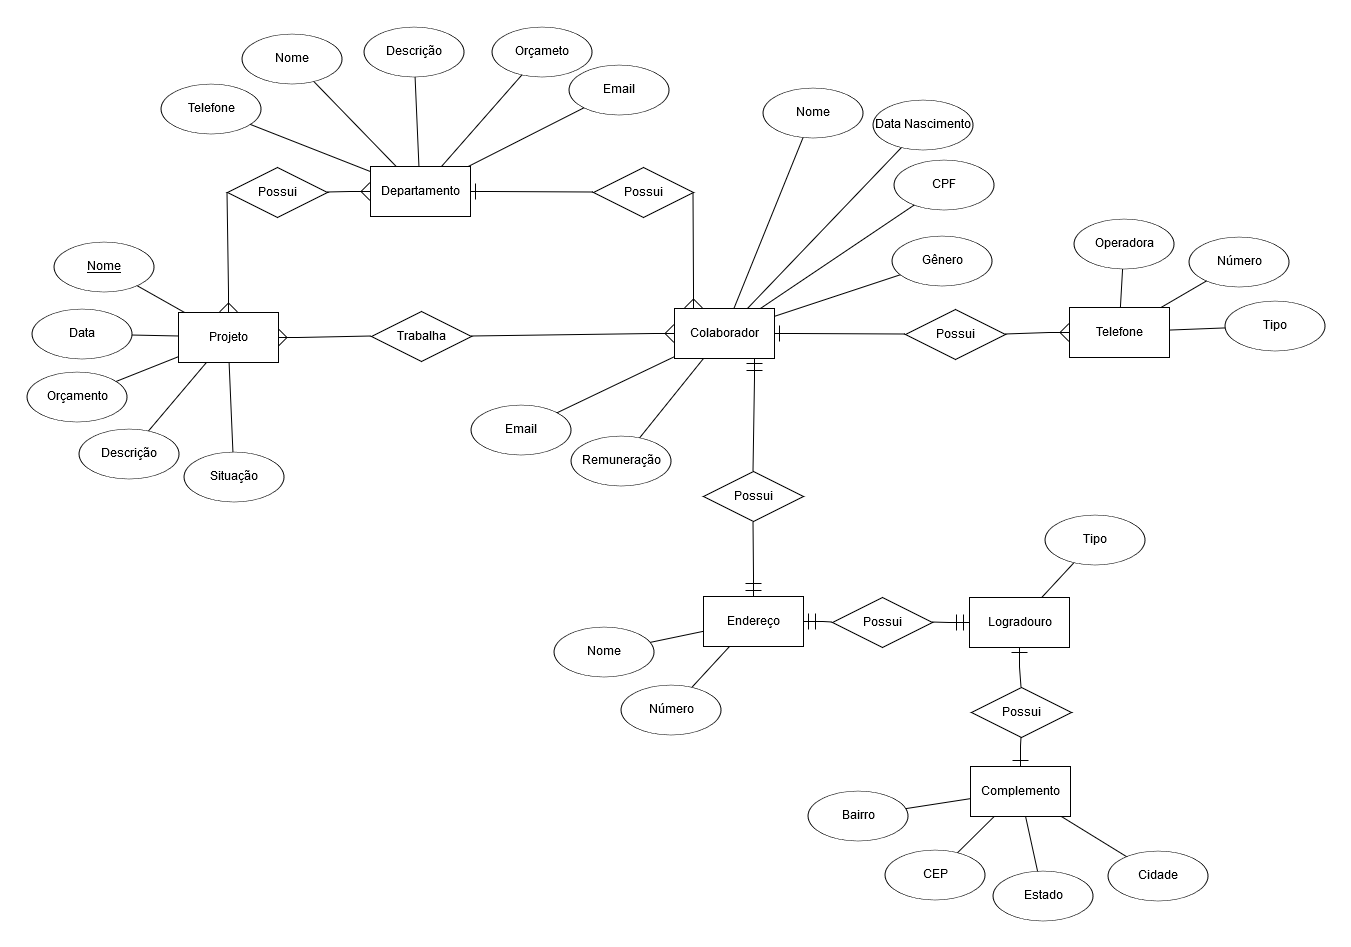 Descrição
Orçameto
Nome
Email
Telefone
Nome
Data Nascimento
CPF
Possui
Departamento
Possui
Operadora
Gênero
Número
Nome
Tipo
Data
Projeto
Trabalha
Colaborador
Possui
Telefone
Orçamento
Email
Descrição
Remuneração
Situação
Possui
Tipo
Endereço
Possui
Logradouro
Nome
Número
Possui
Complemento
Bairro
CEP
Cidade
Estado